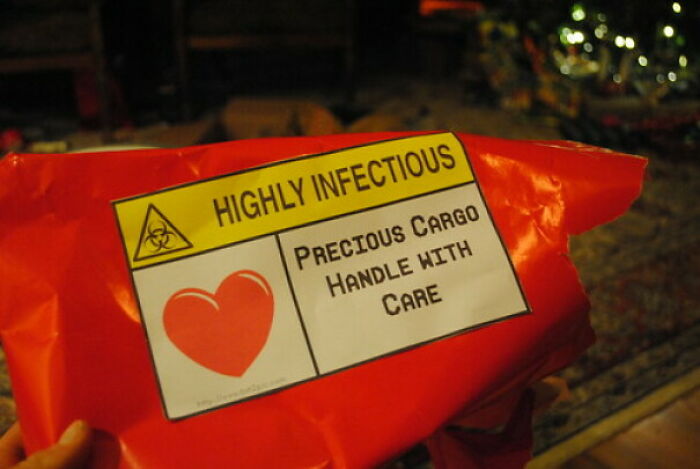 HIGHLY INFECTIOUS
PRECIOUS CARGO
HANDLE WITH
CARE